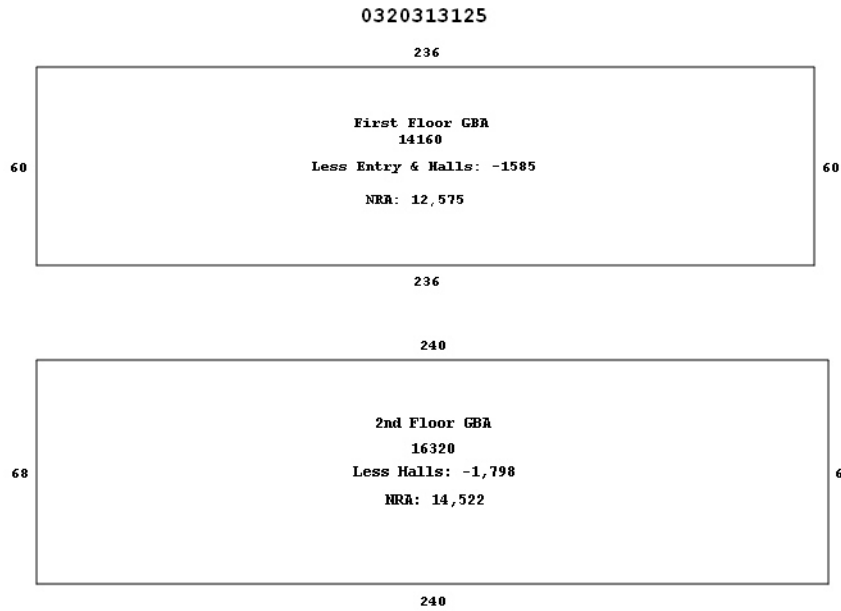 0320313125
236
First Floor GBA
14160
60
Less Entry & Halls: -1585
60
NRA: 12,575
236
240
2nd Floor GBA
16320
68
Less Halls: -1,798
NRA: 14,522
240